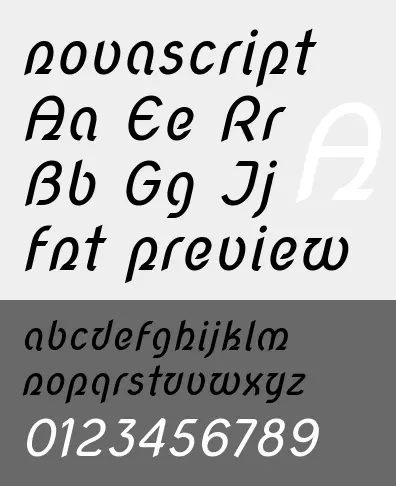 novascript
Aa Ee Rr
A
Bb Gg Jj
fnt preview
abcdefghijklm
nopqrstuvwxyz
0123456789